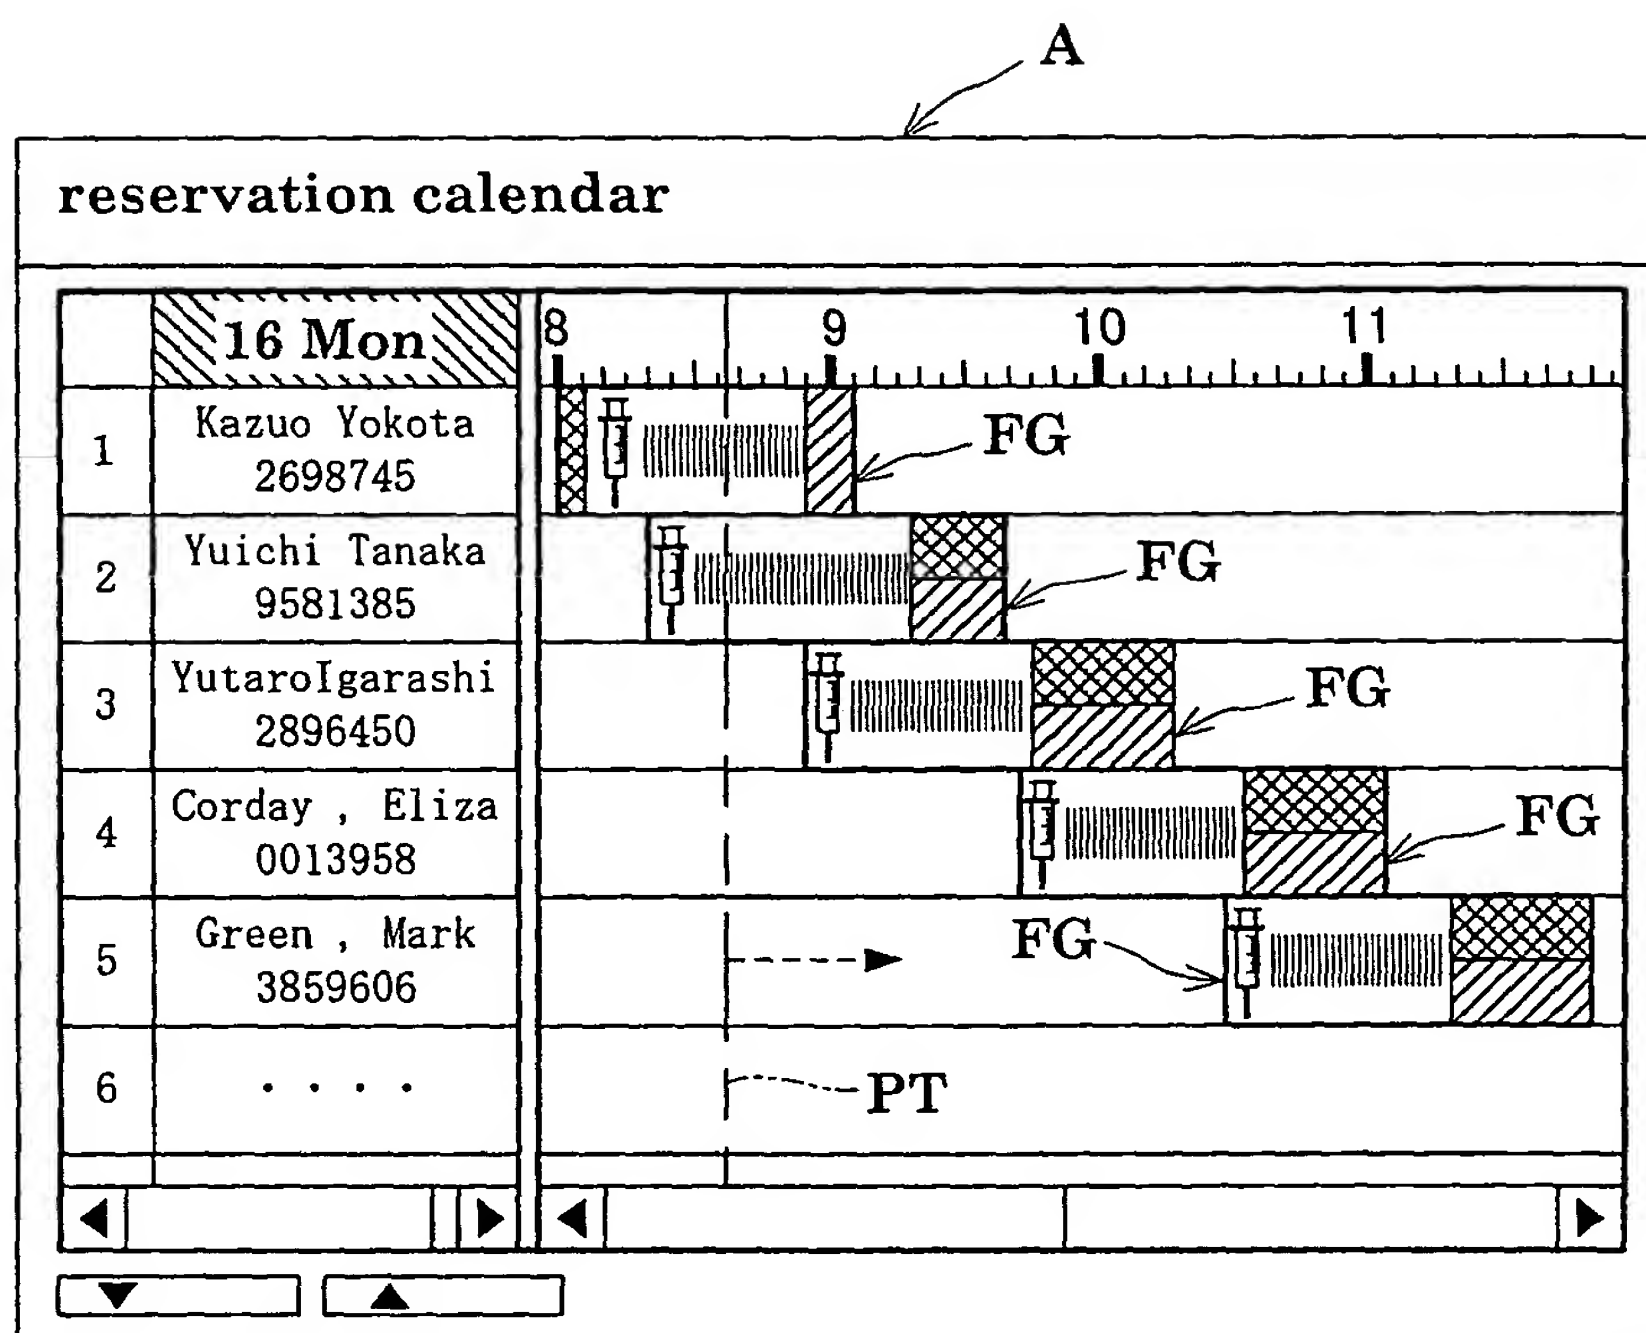 A
reservation calendar
16 Mon
8 9 10 11
1
Kazuo Yokota
2698745
FG
2
Yuichi Tanaka
9581385
FG
3
YutaroIgarashi
2896450
FG
4
Corday , Eliza
0013958
FG
5
Green , Mark
3859606
FG
6
. . . .
PT